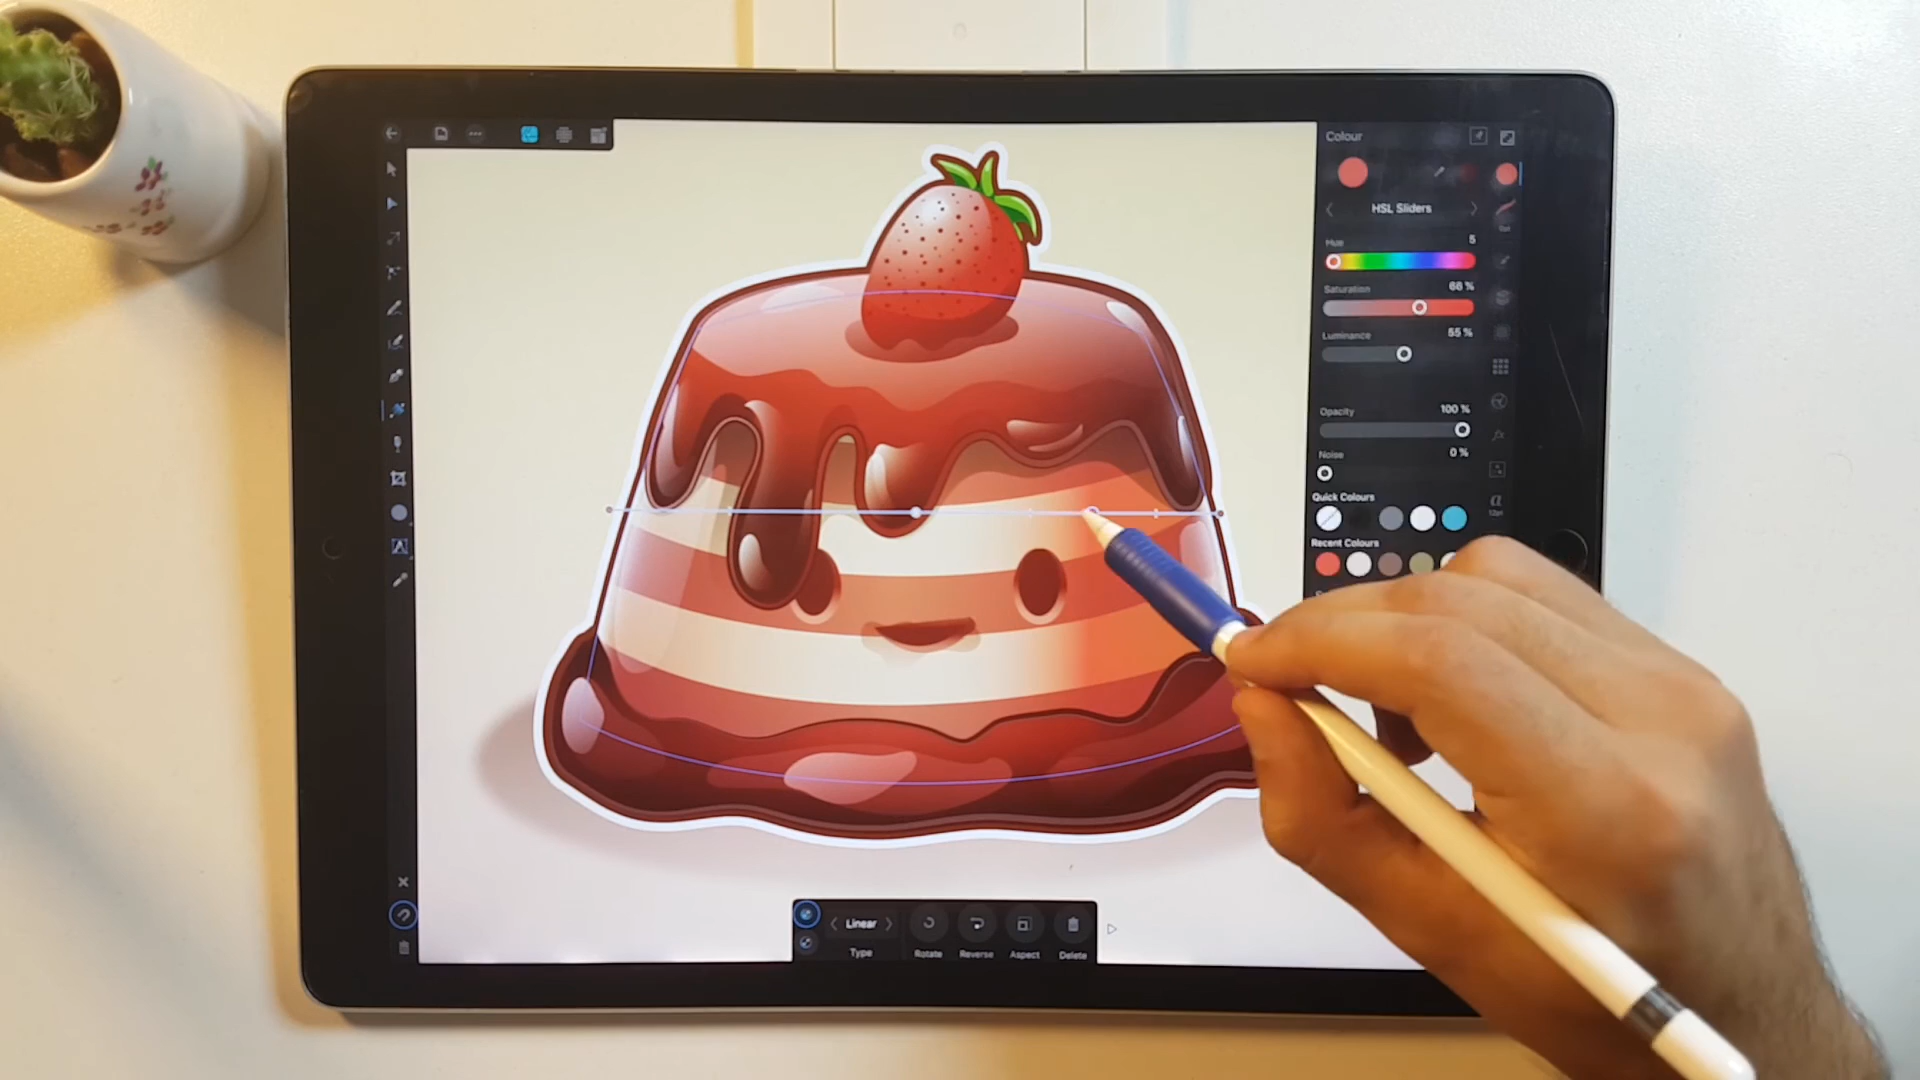 Colour
HSL Sliders
Hue 5
Saturation 66 %
Luminance 55 %
Opacity 100 %
Noise 0 %
Quick Colours
Recent Colours
Linear
Type
Rotate
Reverse
Aspect
Delete